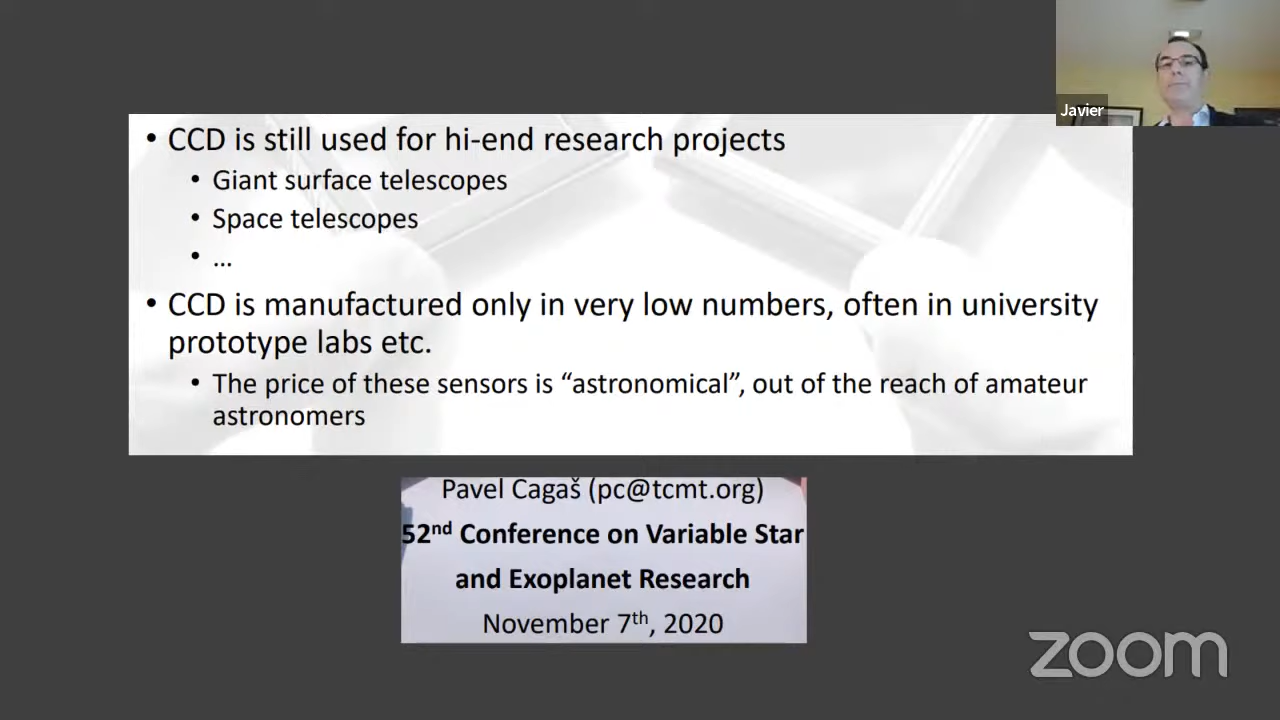 Javier
• CCD is still used for hi-end research projects
• Giant surface telescopes
• Space telescopes
• …
• CCD is manufactured only in very low numbers, often in university
prototype labs etc.
• The price of these sensors is “astronomical”, out of the reach of amateur
astronomers
Pavel Cagaš (pc@tcmt.org)
52nd Conference on Variable Star
and Exoplanet Research
November 7th, 2020
zoom